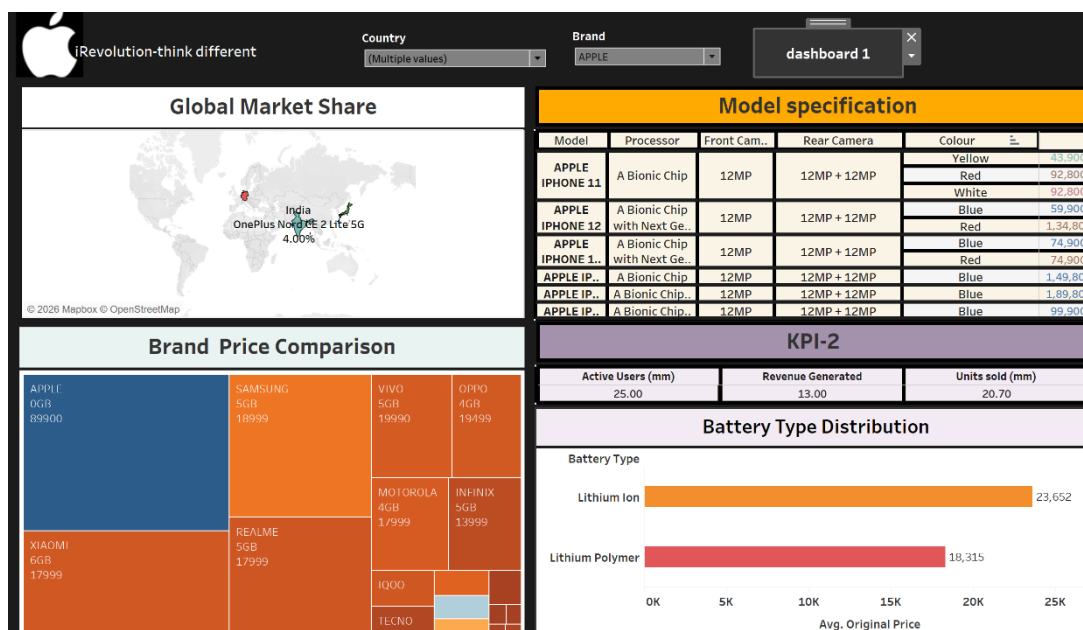 iRevolution-think different
Country
(Multiple values)
Brand
APPLE
dashboard 1
Global Market Share
India
OnePlus Nord CE 2 Lite 5G
4.00%
© 2026 Mapbox © OpenStreetMap
Model specification
Model Processor Front Cam.. Rear Camera Colour
APPLE IPHONE 11 A Bionic Chip 12MP 12MP + 12MP Yellow 43,900
Red 92,800
White 92,800
APPLE IPHONE 12 A Bionic Chip with Next Ge.. 12MP 12MP + 12MP Blue 59,900
Red 1,34,80
APPLE IPHONE 1.. A Bionic Chip with Next Ge.. 12MP 12MP + 12MP Blue 74,900
Red 74,900
APPLE IP.. A Bionic Chip.. 12MP 12MP + 12MP Blue 1,49,80
APPLE IP.. A Bionic Chip.. 12MP 12MP + 12MP Blue 1,89,80
APPLE IP.. A Bionic Chip.. 12MP 12MP + 12MP Blue 99,900
Brand Price Comparison
APPLE
0GB
89900
SAMSUNG
5GB
18999
VIVO
5GB
19990
OPPO
4GB
19499
MOTOROLA
4GB
17999
INFINIX
5GB
13999
XIAOMI
6GB
17999
REALME
5GB
17999
IQOO
TECNO
KPI-2
Active Users (mm) Revenue Generated Units sold (mm)
25.00 13.00 20.70
Battery Type Distribution
Battery Type
Lithium Ion 23,652
Lithium Polymer 18,315
0K 5K 10K 15K 20K 25K
Avg. Original Price